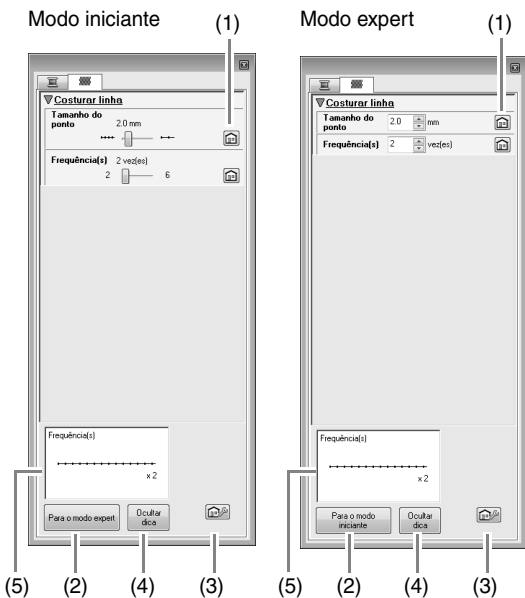 Modo iniciante
(1)
Costurar linha
Tamanho do
ponto
2.0 mm
Frequência(s)
2 vez(es)
2
6
Frequência(s)
x 2
Para o modo expert
Ocultar
dica
(5)
(2)
(4)
(3)
Modo expert
(1)
Costurar linha
Tamanho do
ponto
2.0
mm
Frequência(s)
2
vez(es)
Frequência(s)
x 2
Para o modo
iniciante
Ocultar
dica
(5)
(2)
(4)
(3)